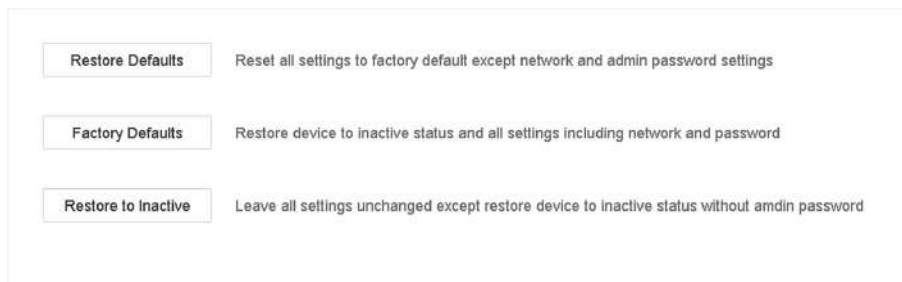 Restore Defaults Reset all settings to factory default except network and admin password settings
Factory Defaults Restore device to inactive status and all settings including network and password
Restore to Inactive Leave all settings unchanged except restore device to inactive status without amdin password